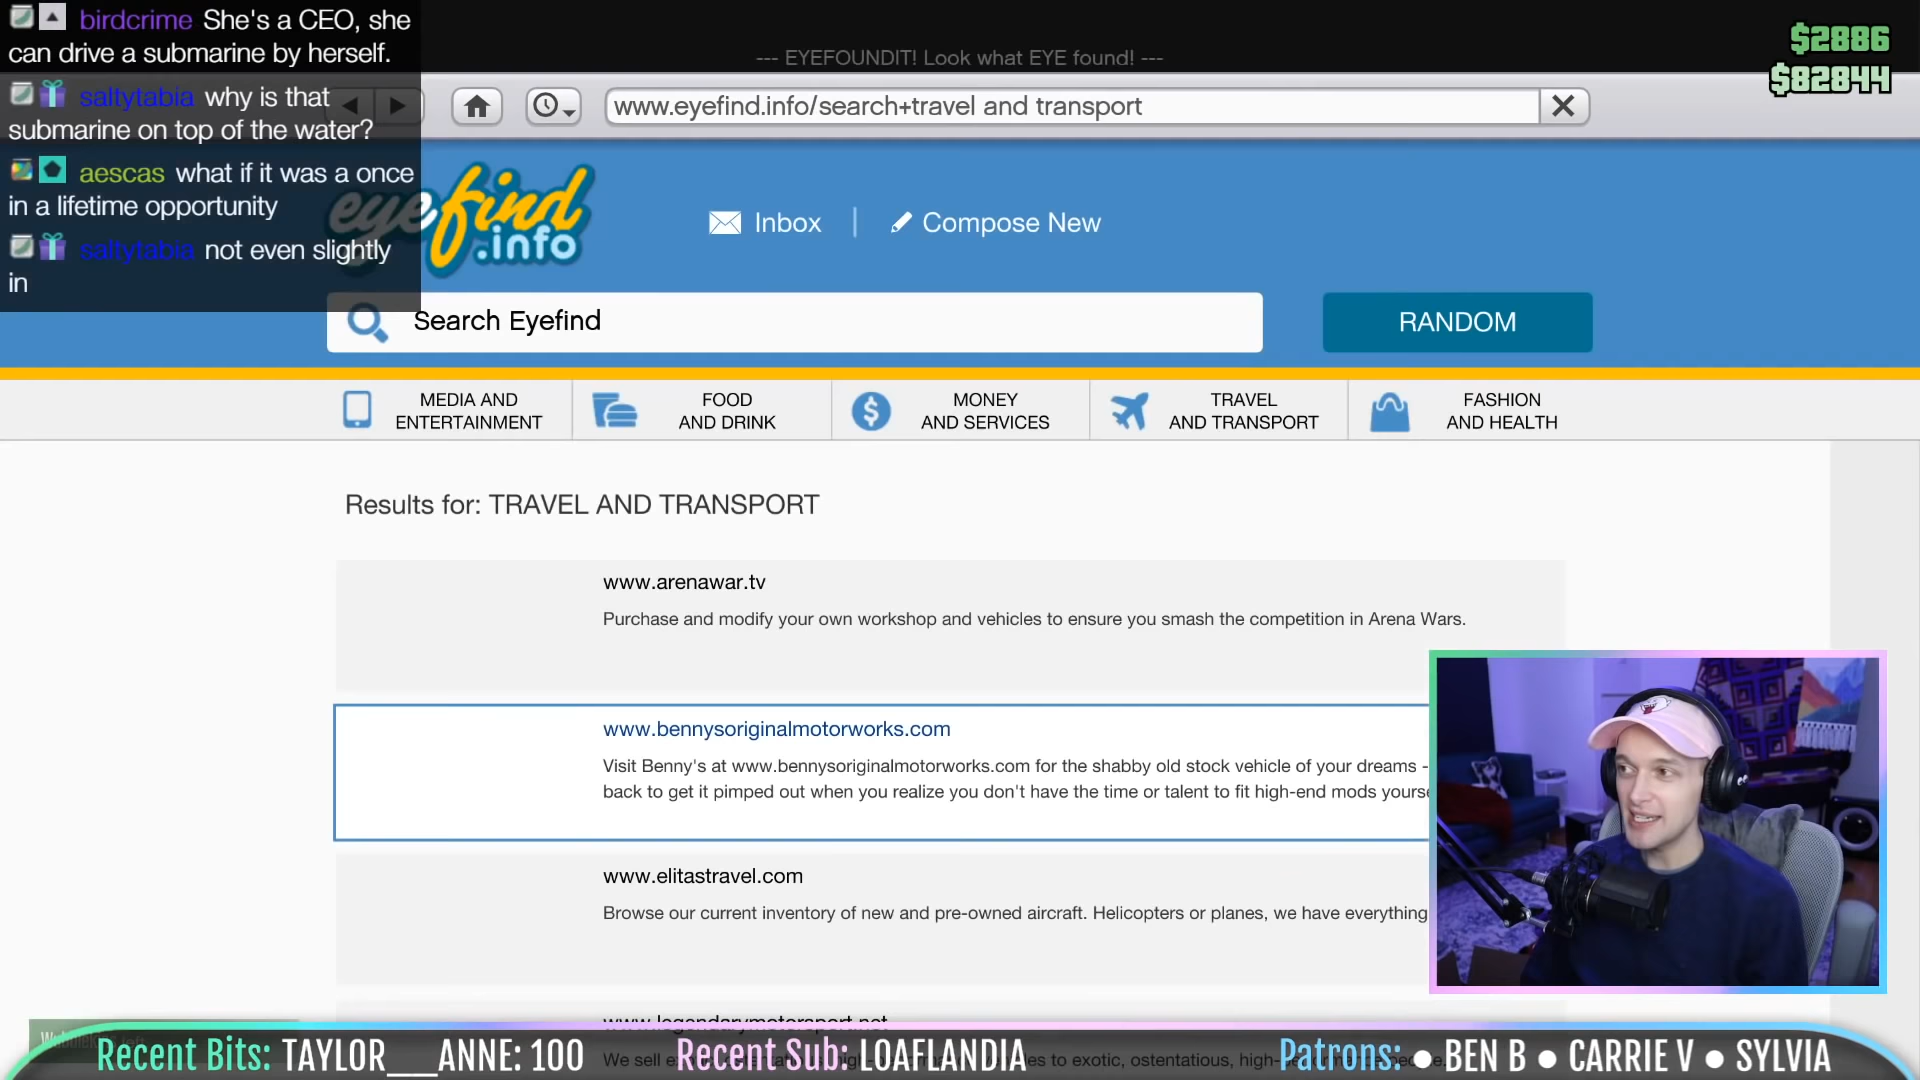 birdcrime She's a CEO, she
can drive a submarine by herself.
saltytabia why is that
submarine on top of the water?
aescas what if it was a once
in a lifetime opportunity
saltytabia not even slightly
in
--- EYEFOUNDIT! Look what EYE found! ---
$2886
$82844
www.eyefind.info/search+travel and transport
eyefind
.info
Inbox
Compose New
Search Eyefind
RANDOM
MEDIA AND
ENTERTAINMENT
FOOD
AND DRINK
MONEY
AND SERVICES
TRAVEL
AND TRANSPORT
FASHION
AND HEALTH
Results for: TRAVEL AND TRANSPORT
www.arenawar.tv
Purchase and modify your own workshop and vehicles to ensure you smash the competition in Arena Wars.
www.bennysoriginalmotorworks.com
Visit Benny's at www.bennysoriginalmotorworks.com for the shabby old stock vehicle of your dreams -
back to get it pimped out when you realize you don't have the time or talent to fit high-end mods yourse
www.elitastravel.com
Browse our current inventory of new and pre-owned aircraft. Helicopters or planes, we have everything
www.legendarymotorsport.net
We sell to exotic, ostentatious,
Recent Bits: TAYLOR__ANNE: 100
Recent Sub: LOAFLANDIA
Patrons: ● BEN B ● CARRIE V ● SYLVIA